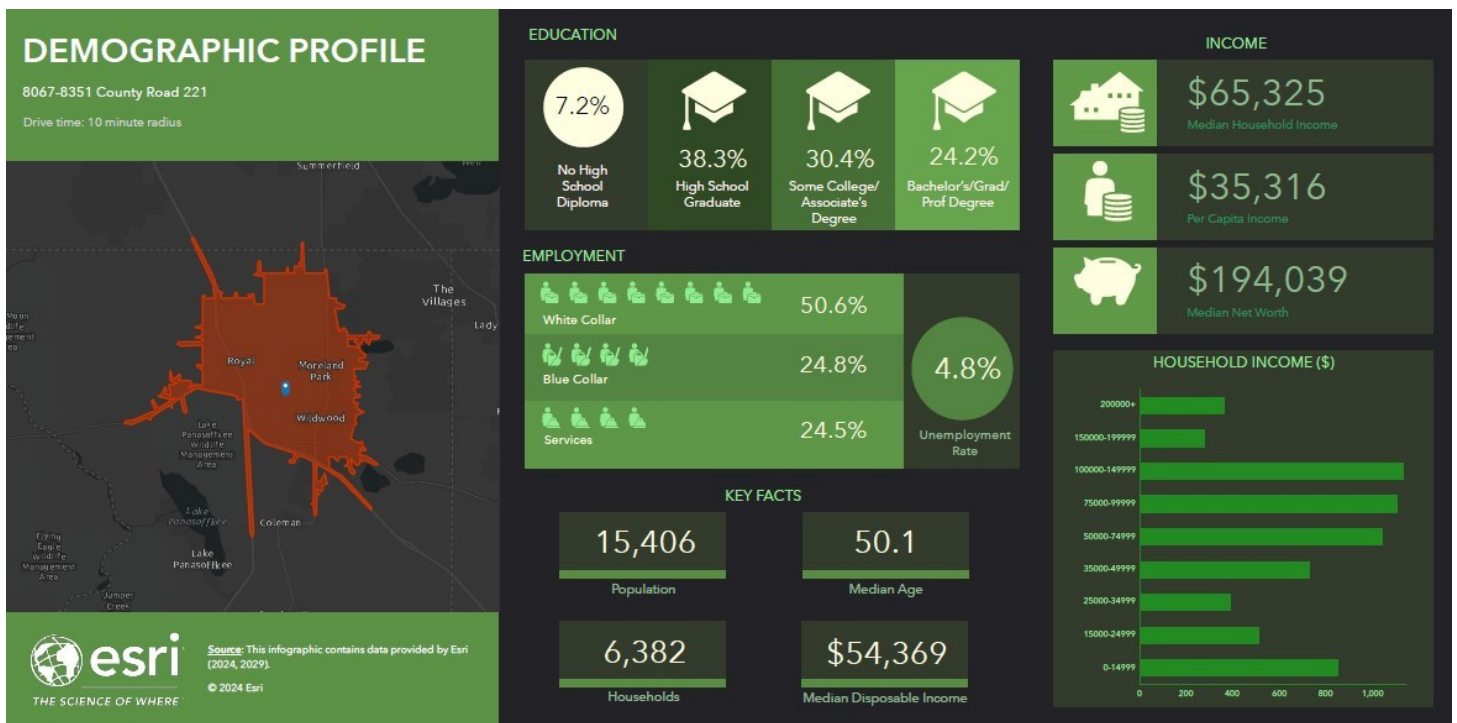 DEMOGRAPHIC PROFILE
8067-8351 County Road 221
Drive time: 10 minute radius
Summerfield
The
Villages
Lady
Royal
Moreland
Park
Wildwood
Lake
Panasoffkee
Wildlife
Management
Area
Lake
Panasoffkee
Coleman
Lake
Panasoffkee
Flying
Eagle
Wildlife
Management
Area
Jumper
Creek
esri
THE SCIENCE OF WHERE
Source: This infographic contains data provided by Esri
(2024, 2029).
© 2024 Esri
EDUCATION
7.2%
No High
School
Diploma
38.3%
High School
Graduate
30.4%
Some College/
Associate's
Degree
24.2%
Bachelor's/Grad/
Prof Degree
EMPLOYMENT
White Collar
50.6%
Blue Collar
24.8%
Services
24.5%
4.8%
Unemployment
Rate
KEY FACTS
15,406
Population
50.1
Median Age
6,382
Households
$54,369
Median Disposable Income
INCOME
$65,325
Median Household Income
$35,316
Per Capita Income
$194,039
Median Net Worth
HOUSEHOLD INCOME ($)
200000+
150000-199999
100000-149999
75000-99999
50000-74999
35000-49999
25000-34999
15000-24999
0-14999
0 200 400 600 800 1,000